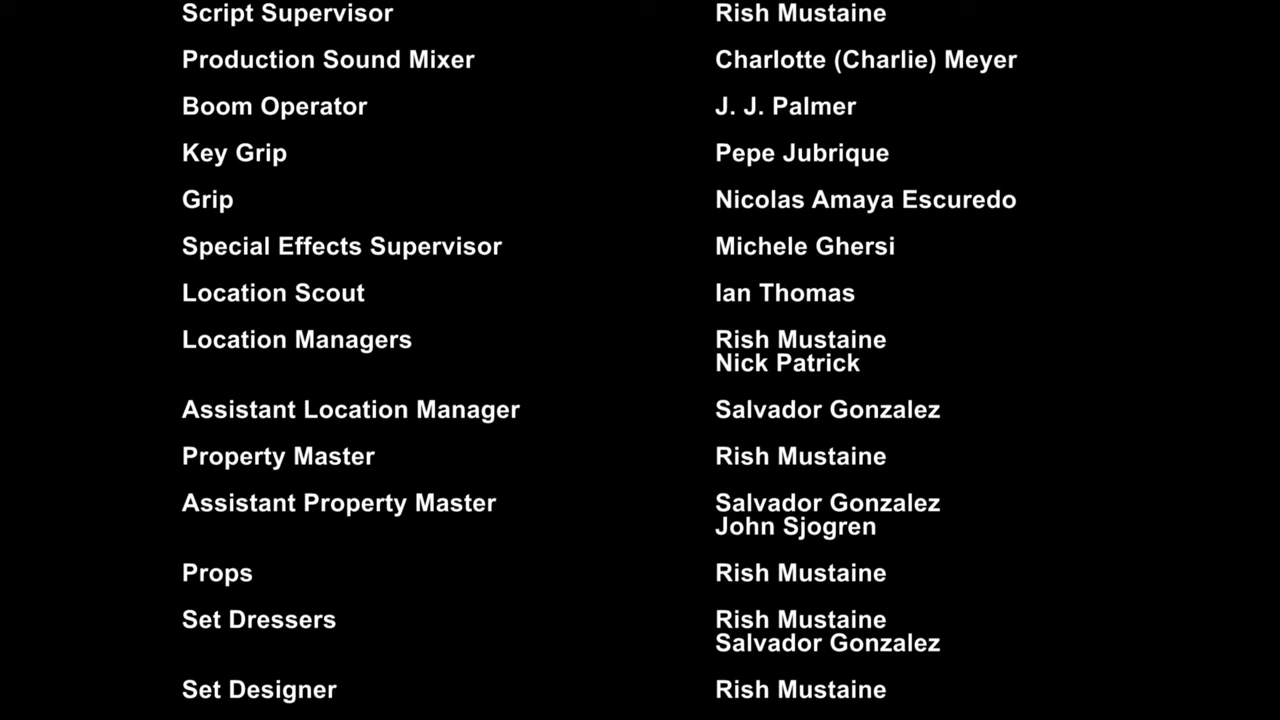 Script Supervisor Rish Mustaine
Production Sound Mixer Charlotte (Charlie) Meyer
Boom Operator J. J. Palmer
Key Grip Pepe Jubrique
Grip Nicolas Amaya Escuredo
Special Effects Supervisor Michele Ghersi
Location Scout Ian Thomas
Location Managers Rish Mustaine
Nick Patrick
Assistant Location Manager Salvador Gonzalez
Property Master Rish Mustaine
Assistant Property Master Salvador Gonzalez
John Sjogren
Props Rish Mustaine
Set Dressers Rish Mustaine
Salvador Gonzalez
Set Designer Rish Mustaine